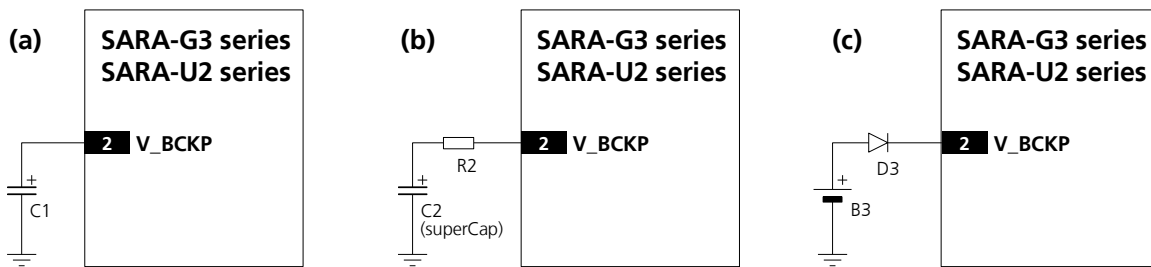 (a)
SARA-G3 series
SARA-U2 series
2
V_BCKP
+
C1
(b)
SARA-G3 series
SARA-U2 series
2
V_BCKP
R2
+
C2
(superCap)
(c)
SARA-G3 series
SARA-U2 series
2
V_BCKP
D3
+
B3